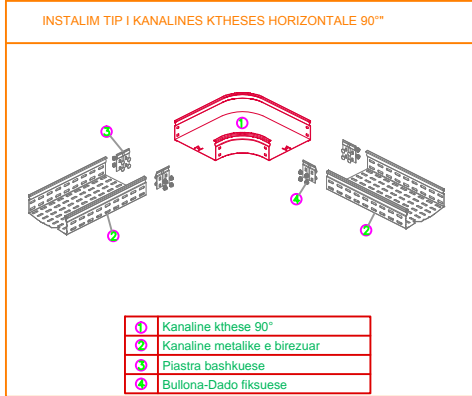 INSTALIM TIP I KANALINES KTHESES HORIZONTALE 90°"
1
3
4
2
2
1 Kanaline kthese 90°
2 Kanaline metalike e birezuar
3 Piastra bashkuese
4 Bullona-Dado fiksuese